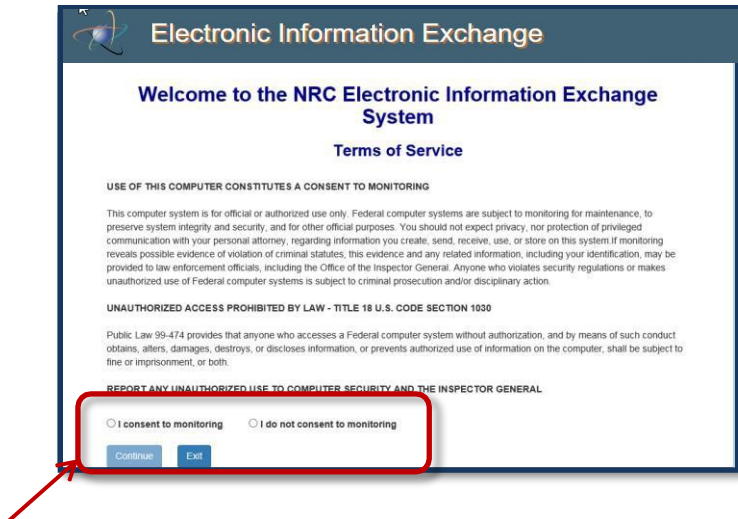 Electronic Information Exchange
Welcome to the NRC Electronic Information Exchange
System
Terms of Service
USE OF THIS COMPUTER CONSTITUTES A CONSENT TO MONITORING
This computer system is for official or authorized use only. Federal computer systems are subject to monitoring for maintenance, to
preserve system integrity and security, and for other official purposes. You should not expect privacy, nor protection of privileged
communication with your personal attorney, regarding information you create, send, receive, use, or store on this system.If monitoring
reveals possible evidence of violation of criminal statutes, this evidence and any related information, including your identification, may be
provided to law enforcement officials, including the Office of the Inspector General. Anyone who violates security regulations or makes
unauthorized use of Federal computer systems is subject to criminal prosecution and/or disciplinary action.
UNAUTHORIZED ACCESS PROHIBITED BY LAW - TITLE 18 U.S. CODE SECTION 1030
Public Law 99-474 provides that anyone who accesses a Federal computer system without authorization, and by means of such conduct
obtains, alters, damages, destroys, or discloses information, or prevents authorized use of information on the computer, shall be subject to
fine or imprisonment, or both.
REPORT ANY UNAUTHORIZED USE TO COMPUTER SECURITY AND THE INSPECTOR GENERAL
I consent to monitoring I do not consent to monitoring
Continue Exit